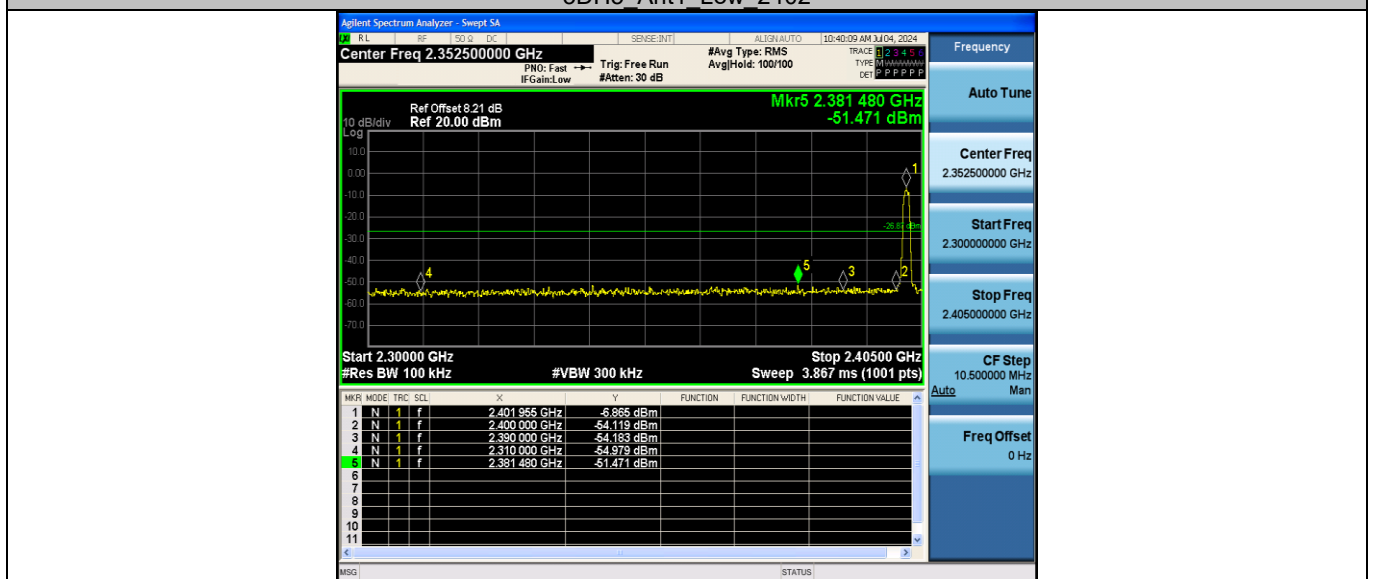 Agilent Spectrum Analyzer - Swept SA
RL RF 50 Ω DC SENSE:INT ALIGN AUTO 10:40:09 AM Jul 04, 2024
Center Freq 2.352500000 GHz
PNO: Fast
IFGain:Low
Trig: Free Run
#Atten: 30 dB
#Avg Type: RMS
Avg|Hold: 100/100
TRACE 1 2 3 4 5 6
TYPE M
DET P P P P P P
Ref Offset 8.21 dB
10 dB/div Ref 20.00 dBm
Log
Mkr5 2.381 480 GHz
-51.471 dBm
10.0
0.00
-10.0
-20.0
-30.0
-40.0
-50.0
-60.0
-70.0
-26.87 dBm
1
2
3
4
5
Start 2.30000 GHz Stop 2.40500 GHz
#Res BW 100 kHz #VBW 300 kHz Sweep 3.867 ms (1001 pts)
MKR MODE TRC SCL X Y FUNCTION FUNCTION WIDTH FUNCTION VALUE
1 N 1 f 2.401 955 GHz -6.865 dBm
2 N 1 f 2.400 000 GHz -54.119 dBm
3 N 1 f 2.390 000 GHz -54.183 dBm
4 N 1 f 2.310 000 GHz -54.979 dBm
5 N 1 f 2.381 480 GHz -51.471 dBm
6
7
8
9
10
11
MSG STATUS
Frequency
Auto Tune
Center Freq
2.352500000 GHz
Start Freq
2.300000000 GHz
Stop Freq
2.405000000 GHz
CF Step
10.500000 MHz
Auto Man
Freq Offset
0 Hz